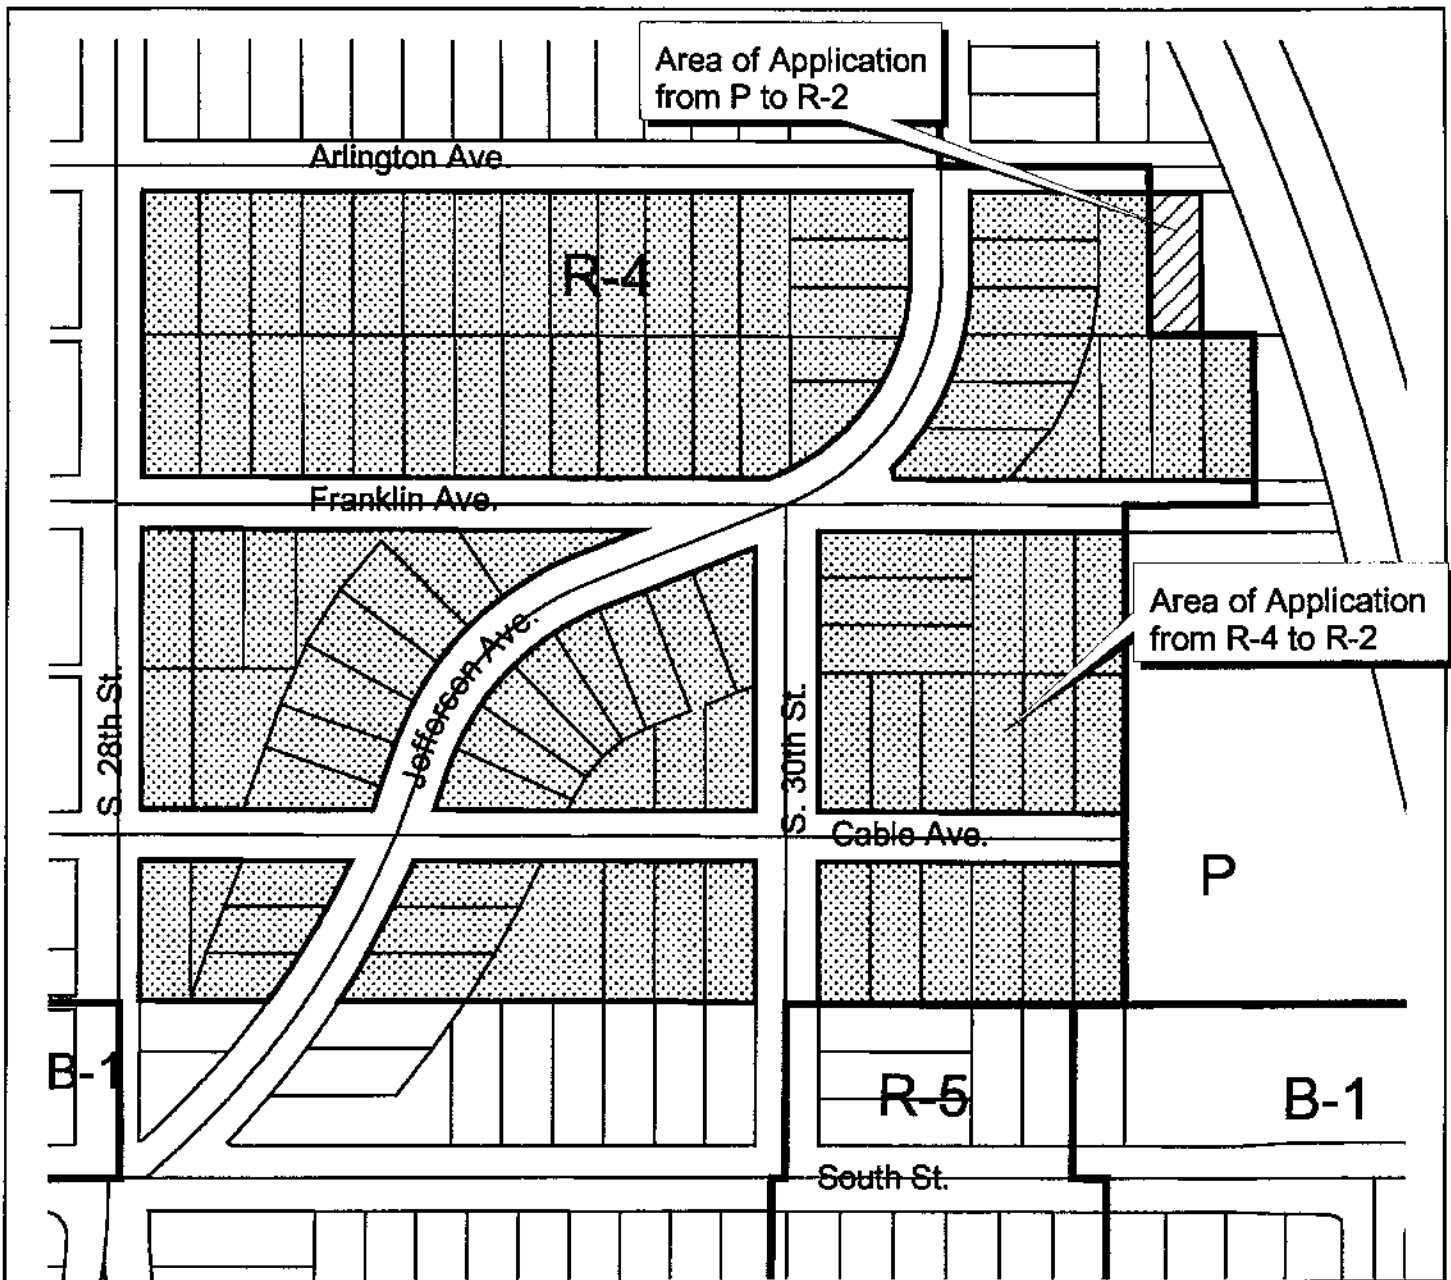 Area of Application
from P to R-2
Arlington Ave.
R-4
Franklin Ave.
Area of Application
from R-4 to R-2
Jefferson Ave.
S. 28th St.
S. 30th St.
Cable Ave.
P
B-1
R-5
B-1
South St.